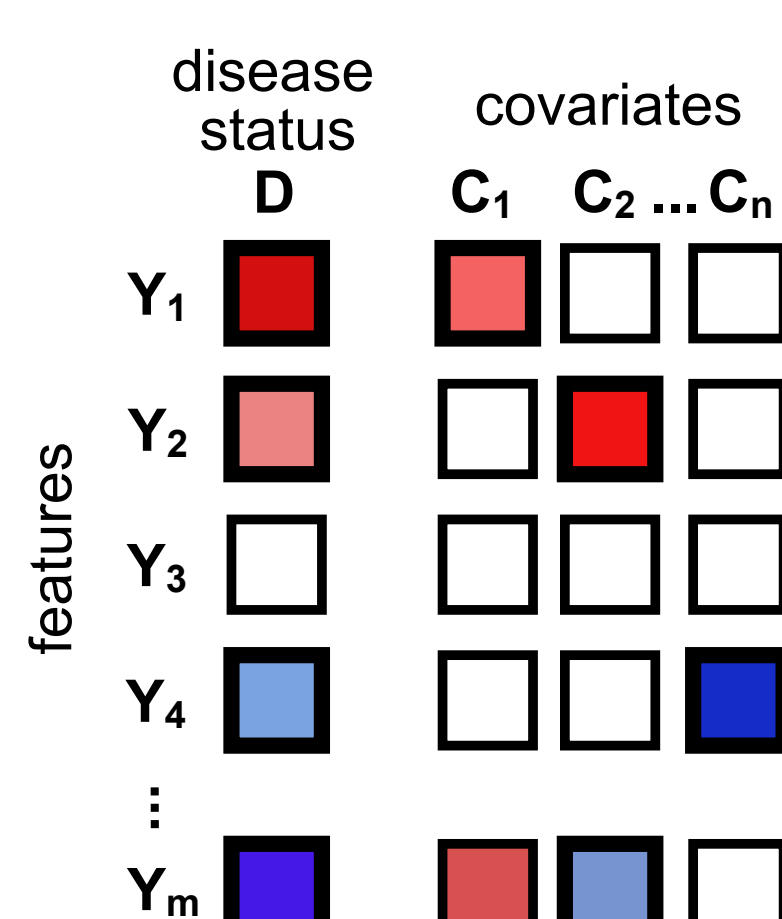 disease
status
covariates
D
C₁ C₂ ... Cₙ
Y₁
Y₂
features
Y₃
Y₄
⋮
Yₘ